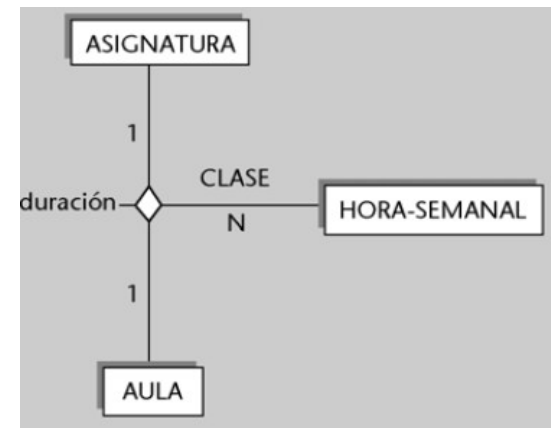 ASIGNATURA
1
CLASE
duración
N
HORA-SEMANAL
1
AULA